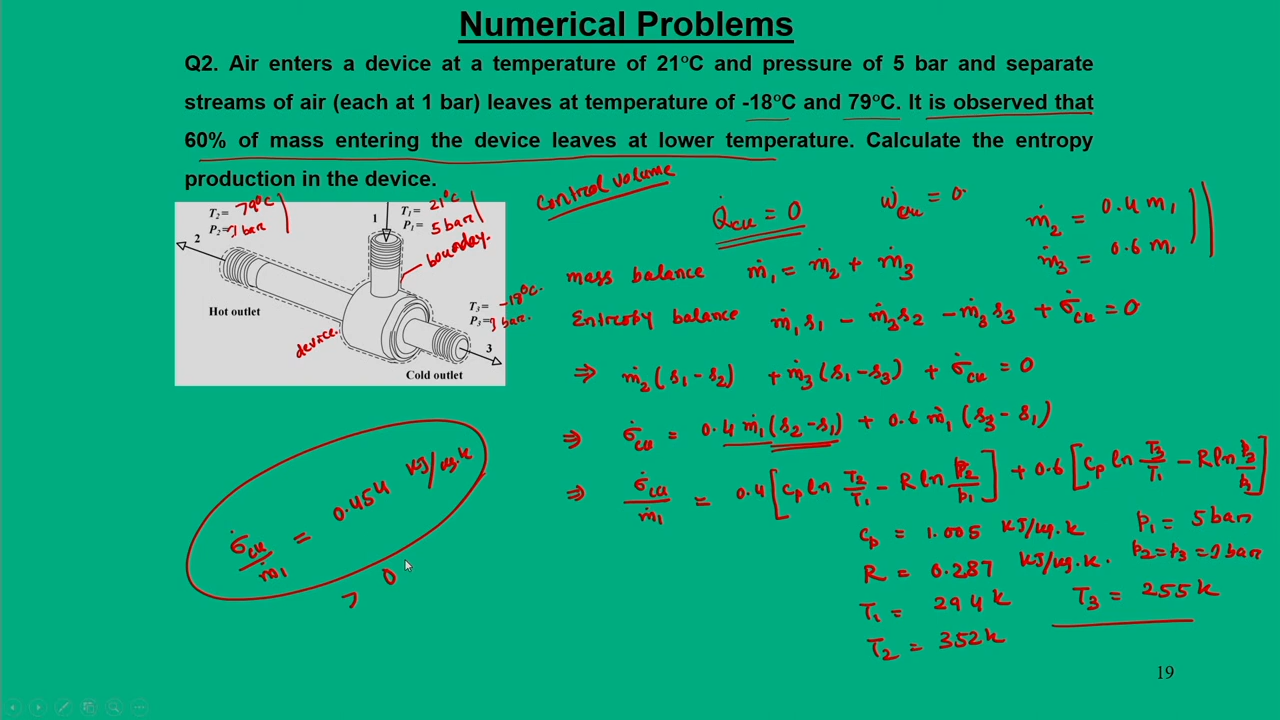 Numerical Problems
Q2. Air enters a device at a temperature of 21°C and pressure of 5 bar and separate
streams of air (each at 1 bar) leaves at temperature of -18°C and 79°C. It is observed that
60% of mass entering the device leaves at lower temperature. Calculate the entropy
production in the device.
T₂= 79°C
P₂= 1 bar
2
Hot outlet
1
T₁= 21°C
P₁= 5 bar
boundary.
T₃= -18°C.
P₃= 1 bar.
3
device.
Cold outlet
Control volume
Q̇cv = 0
Ẇcv = 0
ṁ₂ = 0.4 m₁
ṁ₃ = 0.6 m₁
mass balance ṁ₁ = ṁ₂ + ṁ₃
Entropy balance ṁ₁s₁ − ṁ₂s₂ − ṁ₃s₃ + σ̇cv = 0
⇒ ṁ₂(s₁−s₂) + ṁ₃(s₁−s₃) + σ̇cv = 0
⇒ σ̇cv = 0.4 ṁ₁(s₂−s₁) + 0.6 ṁ₁(s₃−s₁)
⇒ σ̇cv/ṁ₁ = 0.4[cp ln T₂/T₁ − R ln p₂/p₁] + 0.6[cp ln T₃/T₁ − R ln p₃/p₁]
cp = 1.005 kJ/kg.k
R = 0.287 kJ/kg.k.
T₁ = 294 k
T₂ = 352 k
p₁ = 5 bar
p₂=p₃ = 1 bar
T₃ = 255 k
σ̇cv/ṁ₁ = 0.454 kJ/kg.k
> 0
19